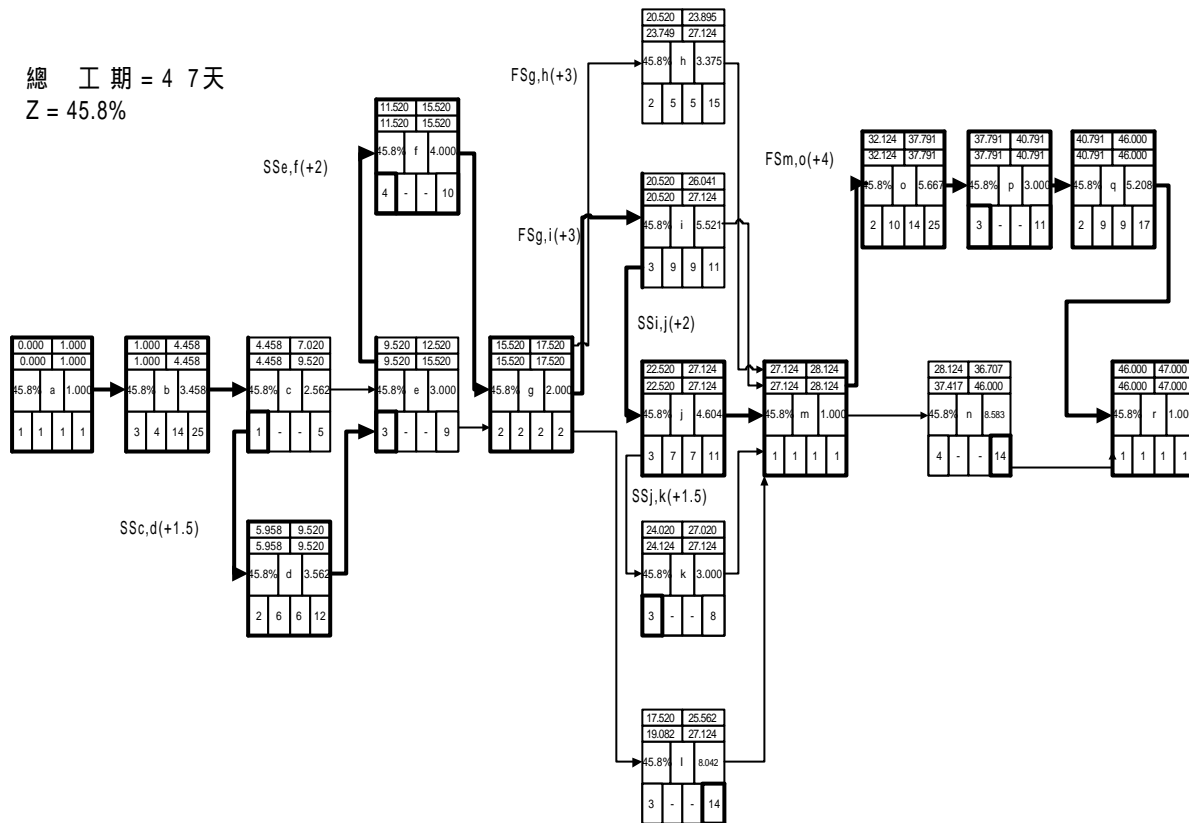 總 工 期 = 4 7天
Z = 45.8%
20.520 23.895
23.749 27.124
45.8% h 3.375
2 5 5 15
FSg,h(+3)
11.520 15.520
11.520 15.520
45.8% f 4.000
4 - - 10
SSe,f(+2)
FSm,o(+4)
32.124 37.791
32.124 37.791
45.8% o 5.667
2 10 14 25
37.791 40.791
37.791 40.791
45.8% p 3.000
3 - - 11
40.791 46.000
40.791 46.000
45.8% q 5.208
2 9 9 17
20.520 26.041
20.520 27.124
45.8% i 5.521
3 9 9 11
FSg,i(+3)
SSi,j(+2)
0.000 1.000
0.000 1.000
45.8% a 1.000
1 1 1 1
1.000 4.458
1.000 4.458
45.8% b 3.458
3 4 14 25
4.458 7.020
4.458 9.520
45.8% c 2.562
1 - - 5
9.520 12.520
9.520 15.520
45.8% e 3.000
3 - - 9
15.520 17.520
15.520 17.520
45.8% g 2.000
2 2 2 2
22.520 27.124
22.520 27.124
45.8% j 4.604
3 7 7 11
27.124 28.124
27.124 28.124
45.8% m 1.000
1 1 1 1
28.124 36.707
37.417 46.000
45.8% n 8.583
4 - - 14
46.000 47.000
46.000 47.000
45.8% r 1.00
1 1 1 1
SSj,k(+1.5)
SSc,d(+1.5)
5.958 9.520
5.958 9.520
45.8% d 3.562
2 6 6 12
24.020 27.020
24.124 27.124
45.8% k 3.000
3 - - 8
17.520 25.562
19.082 27.124
45.8% l 8.042
3 - - 14